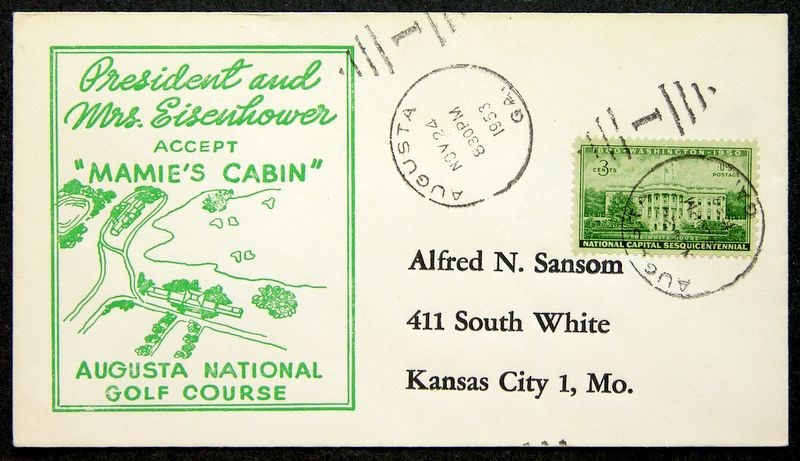 President and
Mrs. Eisenhower
ACCEPT
"MAMIE'S CABIN"
AUGUSTA NATIONAL
GOLF COURSE
AUGUSTA GA.
NOV 24
830PM
1953
1800-WASHINGTON-1950
3
CENTS
U·S
POSTAGE
THE WHITE HOUSE
NATIONAL CAPITAL SESQUICENTENNIAL
Alfred N. Sansom
411 South White
Kansas City 1, Mo.